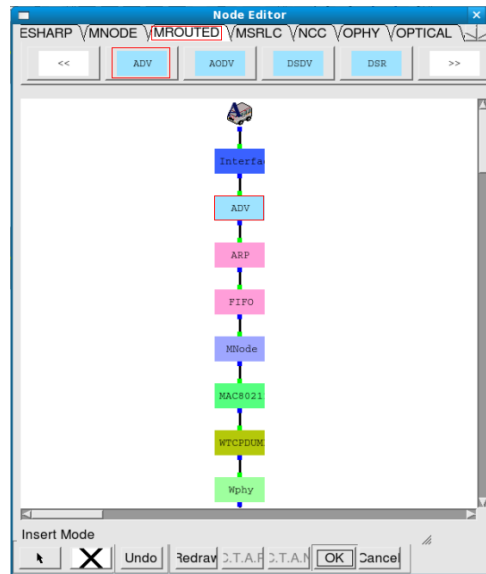 Node Editor
ESHARP MNODE MROUTED MSRLC NCC OPHY OPTICAL
<< ADV AODV DSDV DSR >>
Interfa
ADV
ARP
FIFO
MNode
MAC8021
WTCPDUM
Wphy
Insert Mode
X Undo Redraw C.T.A.P C.T.A.N OK Cancel